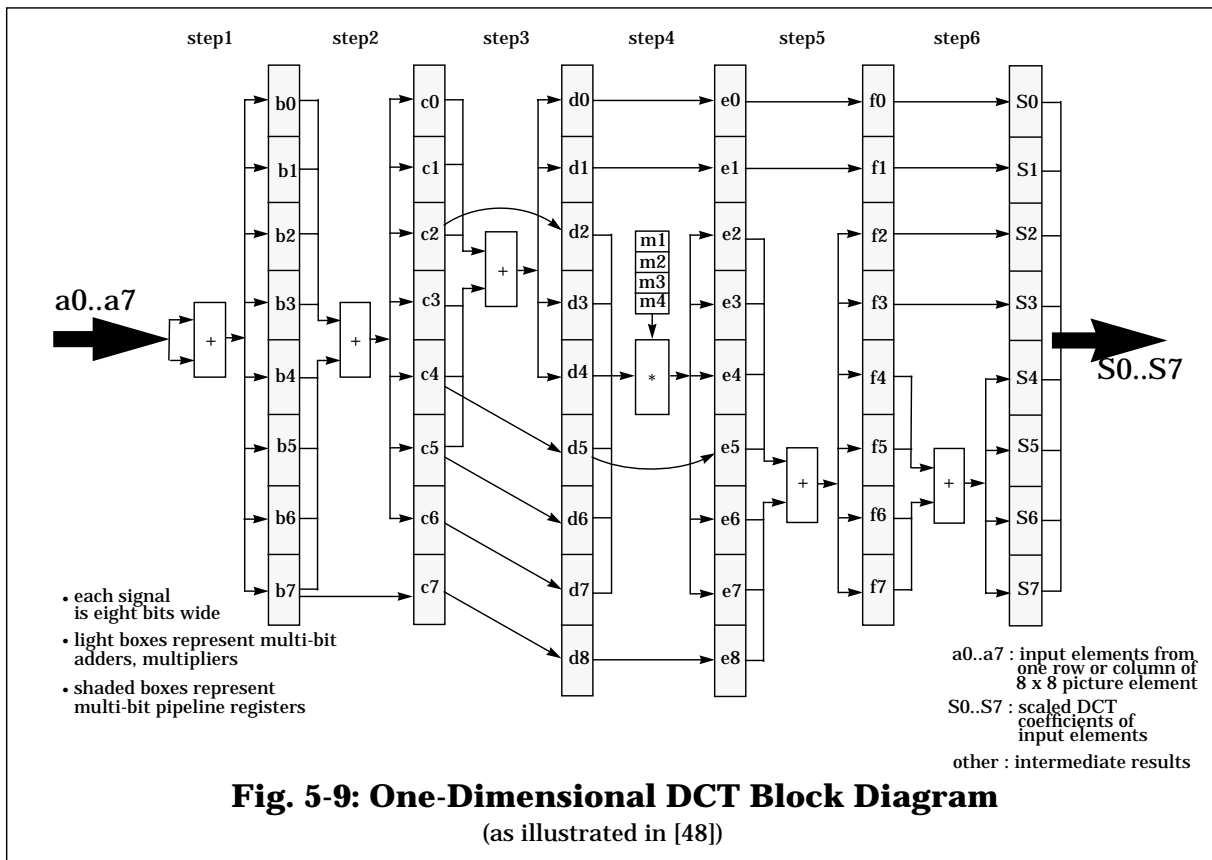 step1 step2 step3 step4 step5 step6
b0 c0 d0 e0 f0 S0
b1 c1 d1 e1 f1 S1
b2 c2 d2 m1 e2 f2 S2
m2
+ m3
b3 c3 d3 m4 e3 f3 S3
a0..a7
+ +
b4 c4 d4 * e4 f4 S4
S0..S7
b5 c5 d5 e5 f5 S5
+ +
b6 c6 d6 e6 f6 S6
b7 c7 d7 e7 f7 S7
d8 e8
• each signal
is eight bits wide
• light boxes represent multi-bit
adders, multipliers
• shaded boxes represent
multi-bit pipeline registers
a0..a7 : input elements from
one row or column of
8 x 8 picture element
S0..S7 : scaled DCT
coefficients of
input elements
other : intermediate results
Fig. 5-9: One-Dimensional DCT Block Diagram
(as illustrated in [48])